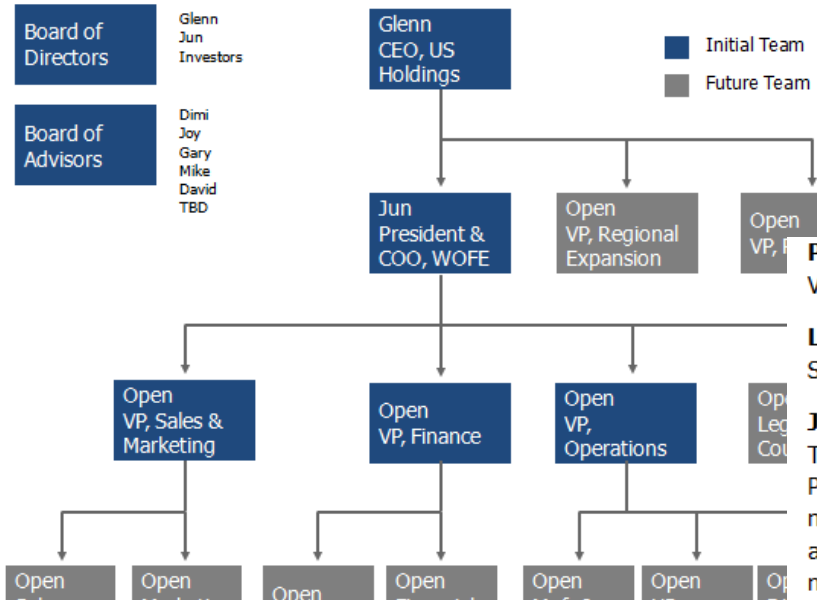 Board of
Directors
Glenn
Jun
Investors
Glenn
CEO, US
Holdings
Initial Team
Future Team
Board of
Advisors
Dimi
Joy
Gary
Mike
David
TBD
Jun
President &
COO, WOFE
Open
VP, Regional
Expansion
Open
VP,
Open
VP, Sales &
Marketing
Open
VP, Finance
Open
VP,
Operations
Open
Open
Open
Open
Open
Open